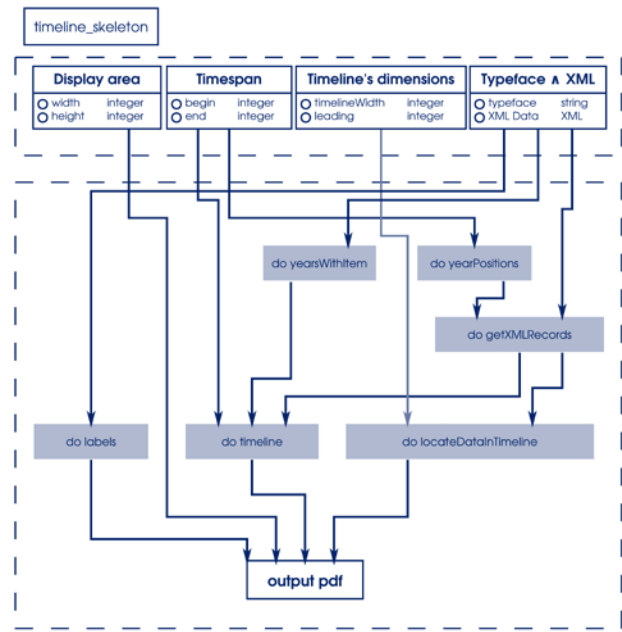 timeline_skeleton
Display area
width integer
height integer
Timespan
begin integer
end integer
Timeline's dimensions
timelineWidth integer
leading integer
Typeface ∧ XML
typeface string
XML Data XML
do yearsWithItem
do yearPositions
do getXMLRecords
do labels
do timeline
do locateDataInTimeline
output pdf